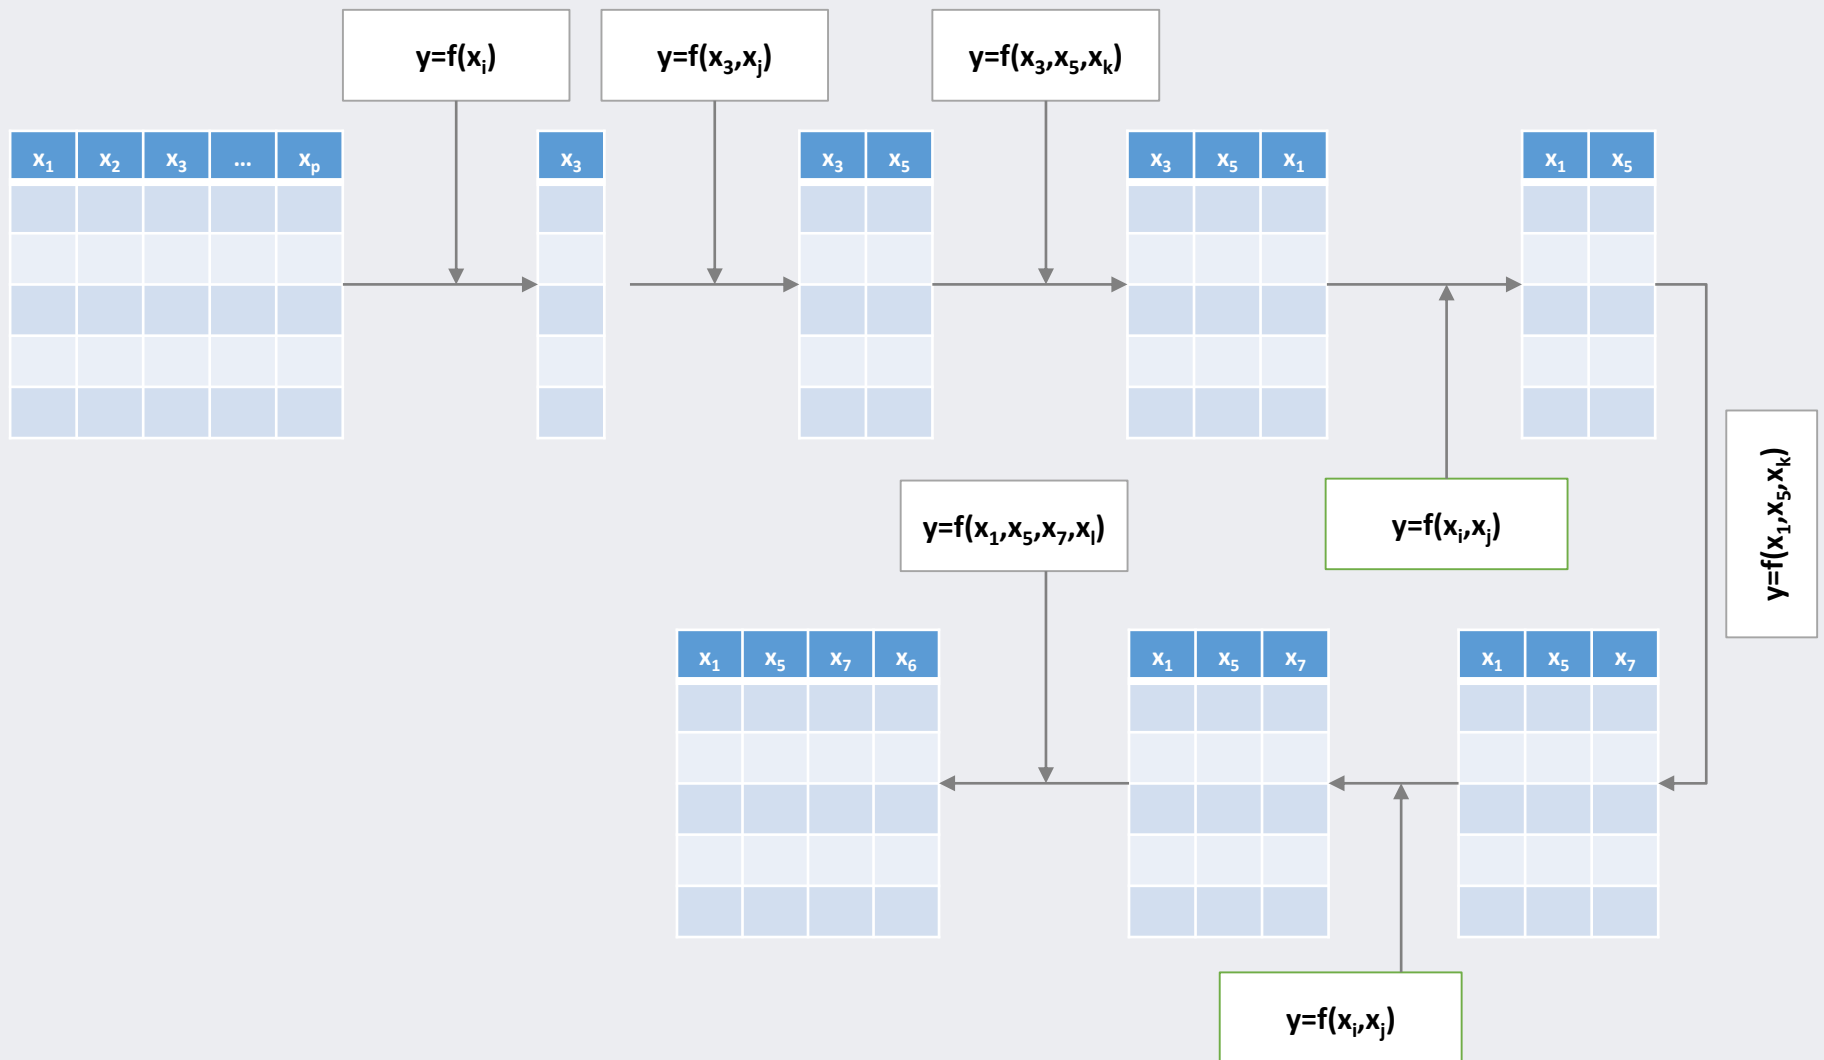 y=f(xᵢ)
y=f(x₃,xⱼ)
y=f(x₃,x₅,xₖ)
x₁ x₂ x₃ ... xₚ
x₃
x₃ x₅
x₃ x₅ x₁
x₁ x₅
y=f(x₁,x₅,xₖ)
y=f(xᵢ,xⱼ)
y=f(x₁,x₅,x₇,xₗ)
x₁ x₅ x₇ x₆
x₁ x₅ x₇
x₁ x₅ x₇
y=f(xᵢ,xⱼ)